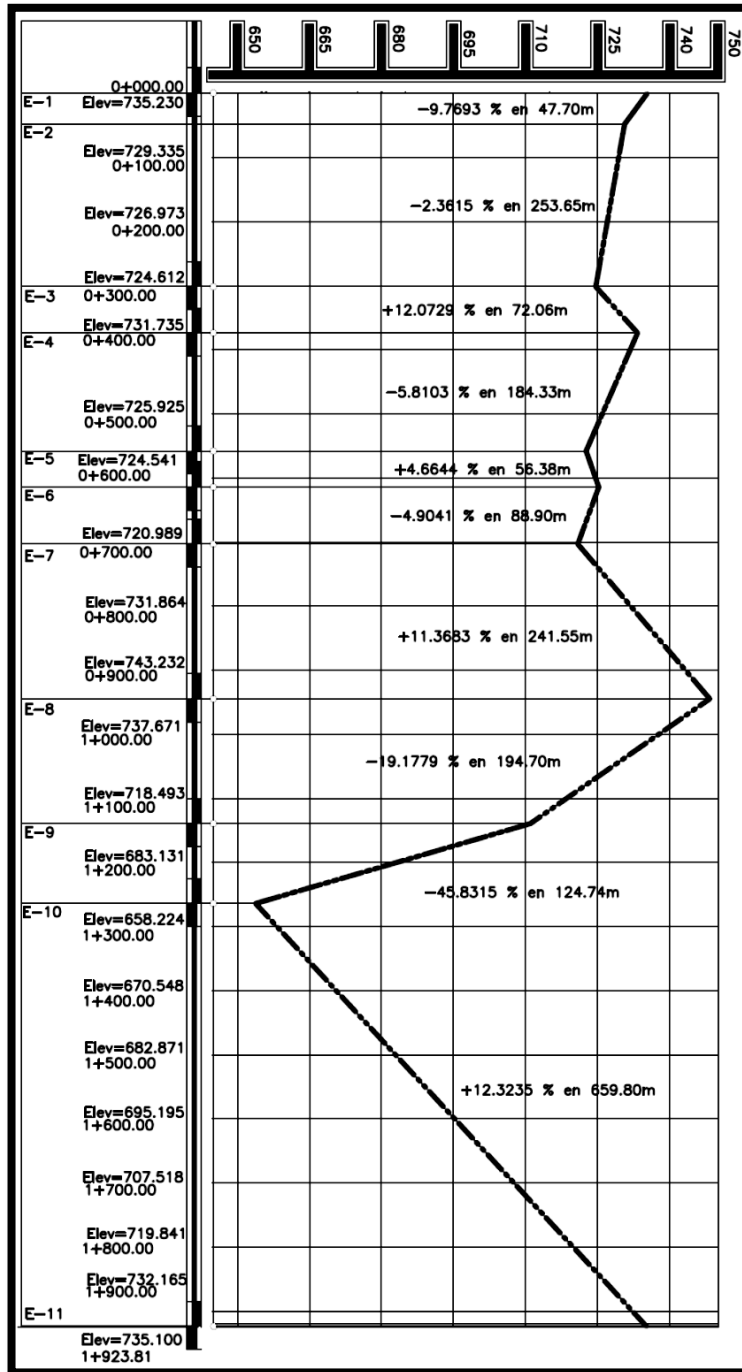 650
665
680
695
710
725
740
750
0+000.00
E-1
Elev=735.230
-9.7693 % en 47.70m
E-2
Elev=729.335
0+100.00
-2.3615 % en 253.65m
Elev=726.973
0+200.00
Elev=724.612
E-3
0+300.00
+12.0729 % en 72.06m
Elev=731.735
E-4
0+400.00
-5.8103 % en 184.33m
Elev=725.925
0+500.00
E-5
Elev=724.541
0+600.00
+4.6644 % en 56.38m
E-6
-4.9041 % en 88.90m
Elev=720.989
E-7
0+700.00
Elev=731.864
0+800.00
+11.3683 % en 241.55m
Elev=743.232
0+900.00
E-8
Elev=737.671
1+000.00
-19.1779 % en 194.70m
Elev=718.493
1+100.00
E-9
Elev=683.131
1+200.00
-45.8315 % en 124.74m
E-10
Elev=658.224
1+300.00
Elev=670.548
1+400.00
Elev=682.871
1+500.00
+12.3235 % en 659.80m
Elev=695.195
1+600.00
Elev=707.518
1+700.00
Elev=719.841
1+800.00
Elev=732.165
1+900.00
E-11
Elev=735.100
1+923.81